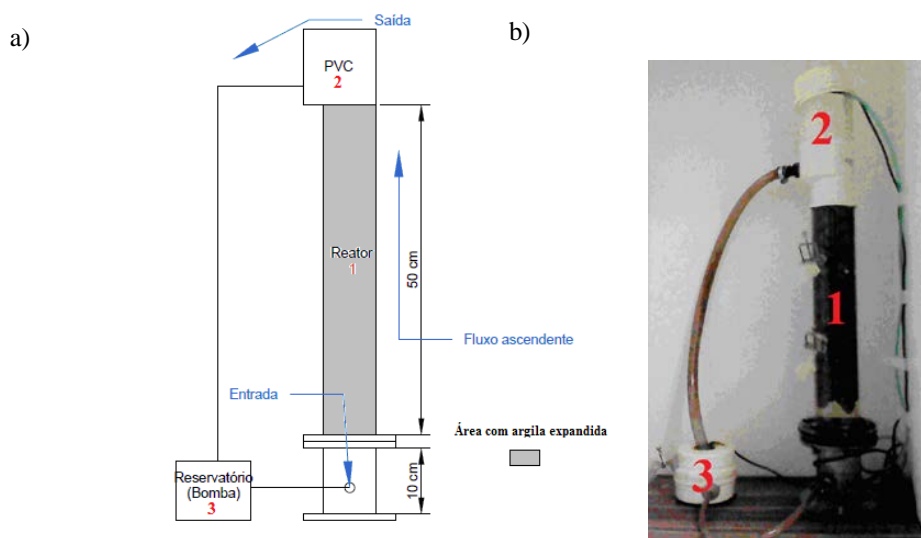 a)
Saída
PVC
2
Reator
1
50 cm
Fluxo ascendente
Entrada
Área com argila expandida
Reservatório
(Bomba)
3
10 cm
b)
2
1
3